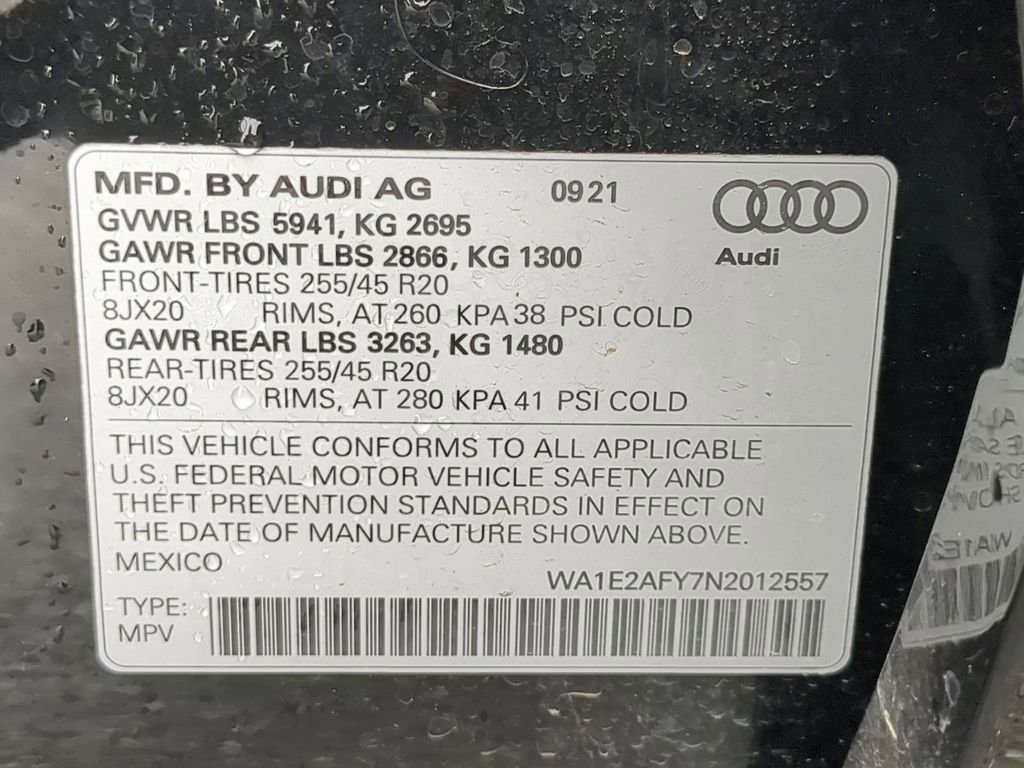 MFD. BY AUDI AG 09 21
GVWR LBS 5941, KG 2695
GAWR FRONT LBS 2866, KG 1300
Audi
FRONT-TIRES 255/45 R20
8JX20 RIMS, AT 260 KPA 38 PSI COLD
GAWR REAR LBS 3263, KG 1480
REAR-TIRES 255/45 R20
8JX20 RIMS, AT 280 KPA 41 PSI COLD
THIS VEHICLE CONFORMS TO ALL APPLICABLE
U.S. FEDERAL MOTOR VEHICLE SAFETY AND
THEFT PREVENTION STANDARDS IN EFFECT ON
THE DATE OF MANUFACTURE SHOWN ABOVE.
MEXICO
WA1E2AFY7N2012557
TYPE:
MPV